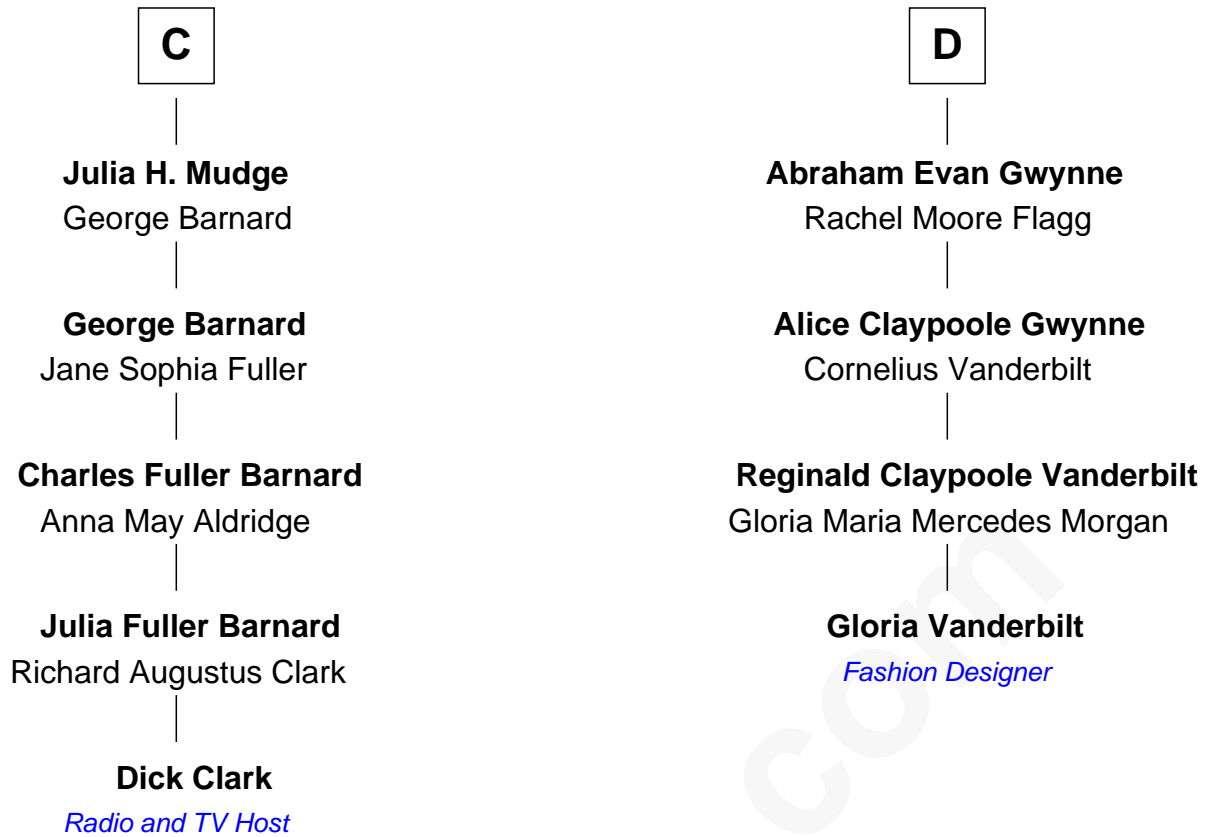 C
Julia H. Mudge
George Barnard
George Barnard
Jane Sophia Fuller
Charles Fuller Barnard
Anna May Aldridge
Julia Fuller Barnard
Richard Augustus Clark
Dick Clark
Radio and TV Host
D
Abraham Evan Gwynne
Rachel Moore Flagg
Alice Claypoole Gwynne
Cornelius Vanderbilt
Reginald Claypoole Vanderbilt
Gloria Maria Mercedes Morgan
Gloria Vanderbilt
Fashion Designer
com